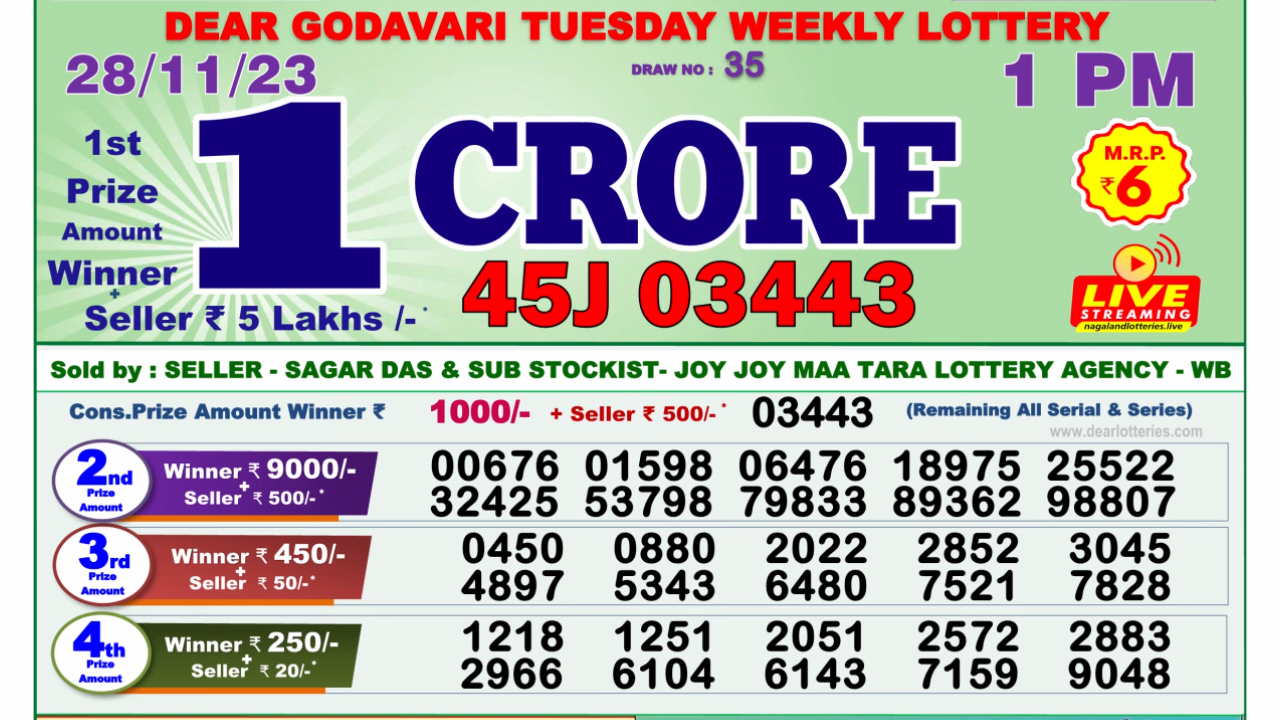 DEAR GODAVARI TUESDAY WEEKLY LOTTERY
28/11/23
DRAW NO : 35
1 PM
1st
Prize
Amount
Winner
+
Seller ₹ 5 Lakhs /- *
1 CRORE
45J 03443
M.R.P.
₹6
LIVE
STREAMING
nagalandlotteries.live
Sold by : SELLER - SAGAR DAS & SUB STOCKIST- JOY JOY MAA TARA LOTTERY AGENCY - WB
Cons.Prize Amount Winner ₹ 1000/- + Seller ₹ 500/- * 03443 (Remaining All Serial & Series)
www.dearlotteries.com
2nd
Prize
Amount
Winner ₹ 9000/-
+
Seller ₹ 500/- *
00676 01598 06476 18975 25522
32425 53798 79833 89362 98807
3rd
Prize
Amount
Winner ₹ 450/-
+
Seller ₹ 50/- *
0450 0880 2022 2852 3045
4897 5343 6480 7521 7828
4th
Prize
Amount
Winner ₹ 250/-
+
Seller ₹ 20/- *
1218 1251 2051 2572 2883
2966 6104 6143 7159 9048